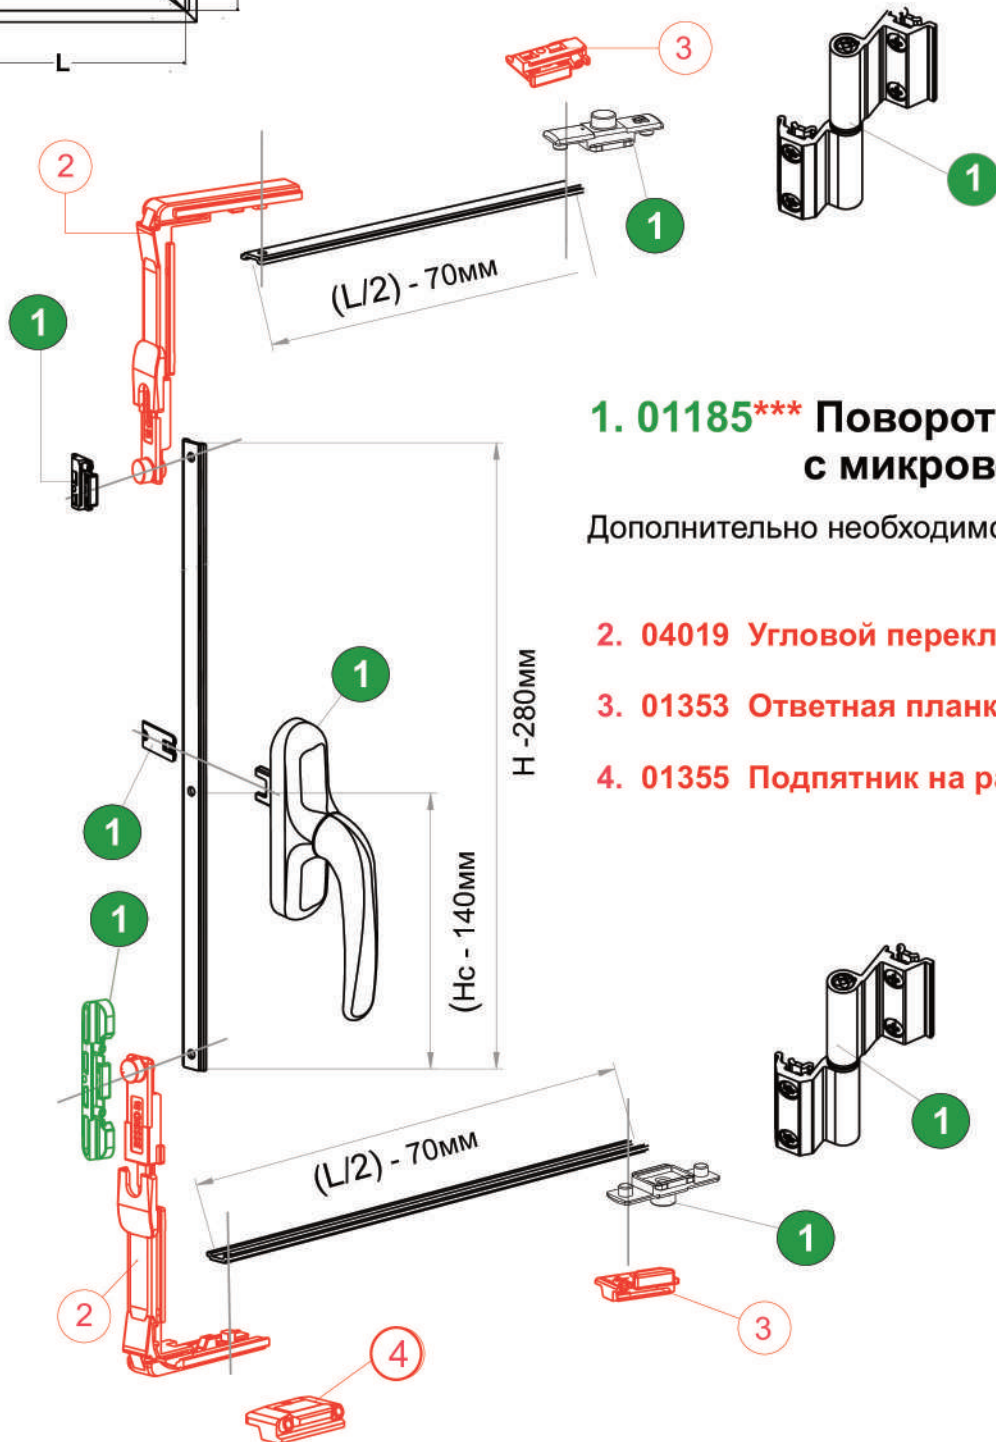 L
3
2
1
1
(L/2) - 70мм
1
1. 01185*** Поворот
с микров
Дополнительно необходимо
2. 04019 Угловой перекл
3. 01353 Ответная планк
4. 01355 Подпятник на ра
1
H -280мм
1
1
(Hc - 140мм
(L/2) - 70мм
1
1
2
3
4